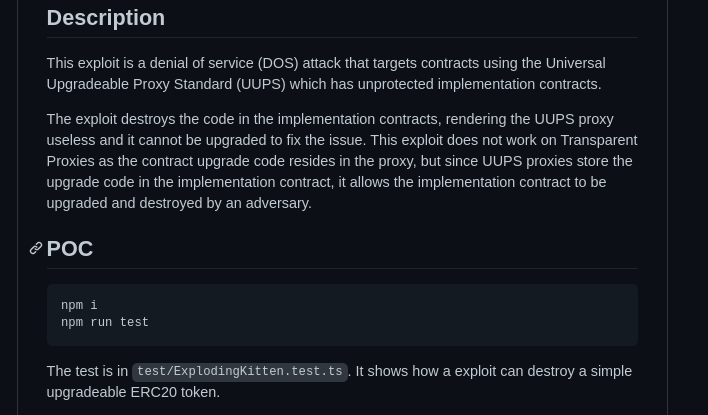 Description
This exploit is a denial of service (DOS) attack that targets contracts using the Universal
Upgradeable Proxy Standard (UUPS) which has unprotected implementation contracts.
The exploit destroys the code in the implementation contracts, rendering the UUPS proxy
useless and it cannot be upgraded to fix the issue. This exploit does not work on Transparent
Proxies as the contract upgrade code resides in the proxy, but since UUPS proxies store the
upgrade code in the implementation contract, it allows the implementation contract to be
upgraded and destroyed by an adversary.
POC
npm i
npm run test
The test is in test/ExplodingKitten.test.ts. It shows how a exploit can destroy a simple
upgradeable ERC20 token.